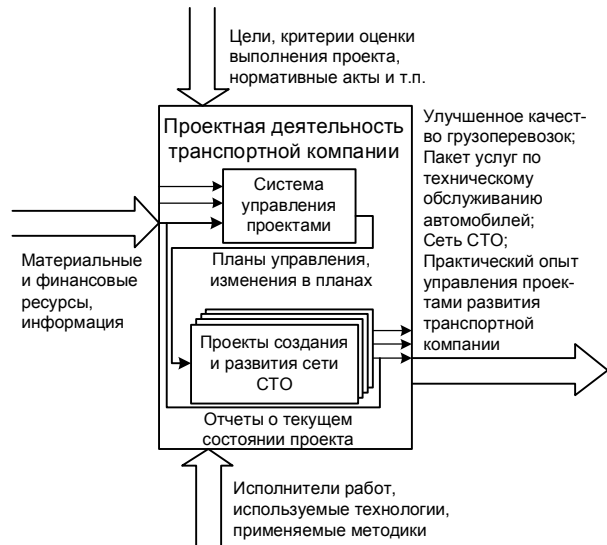 Цели, критерии оценки
выполнения проекта,
нормативные акты и т.п.
Проектная деятельность
транспортной компании
Система
управления
проектами
Материальные
и финансовые
ресурсы,
информация
Планы управления,
изменения в планах
Проекты создания
и развития сети
СТО
Отчеты о текущем
состоянии проекта
Улучшенное качест-
во грузоперевозок;
Пакет услуг по
техническому
обслуживанию
автомобилей;
Сеть СТО;
Практический опыт
управления проек-
тами развития
транспортной
компании
Исполнители работ,
используемые технологии,
применяемые методики